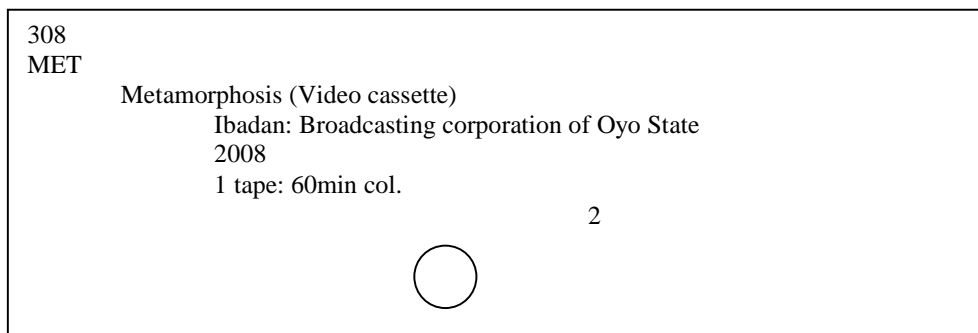 308
MET
Metamorphosis (Video cassette)
Ibadan: Broadcasting corporation of Oyo State
2008
1 tape: 60min col.
2